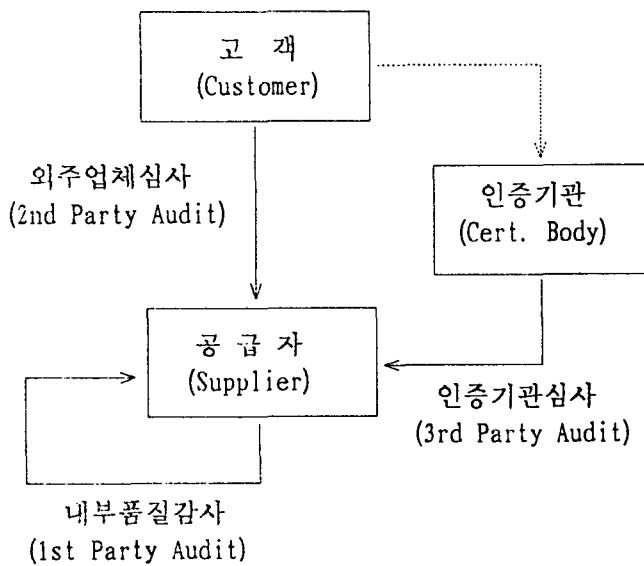 고 객
(Customer)
외주업체심사
(2nd Party Audit)
인증기관
(Cert. Body)
공 급 자
(Supplier)
인증기관심사
(3rd Party Audit)
내부품질감사
(1st Party Audit)